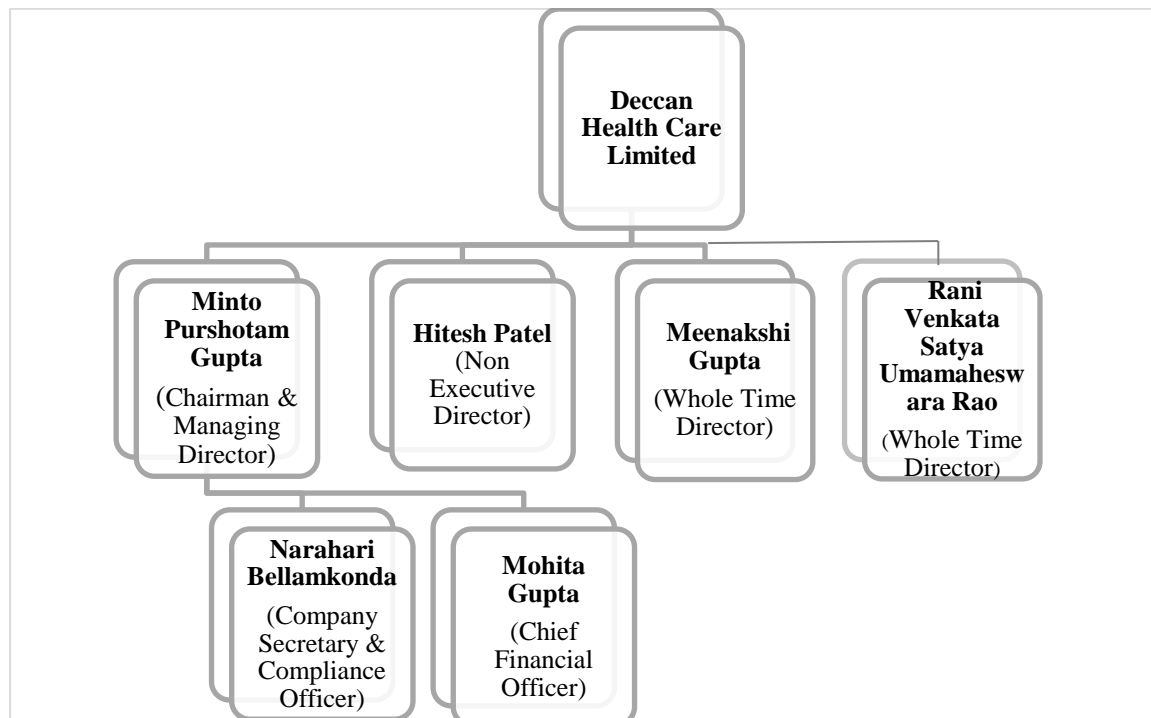 Deccan
Health Care
Limited
Minto
Purshotam
Gupta
(Chairman &
Managing
Director)
Hitesh Patel
(Non
Executive
Director)
Meenakshi
Gupta
(Whole Time
Director)
Rani
Venkata
Satya
Umamahesw
ara Rao
(Whole Time
Director)
Narahari
Bellamkonda
(Company
Secretary &
Compliance
Officer)
Mohita
Gupta
(Chief
Financial
Officer)